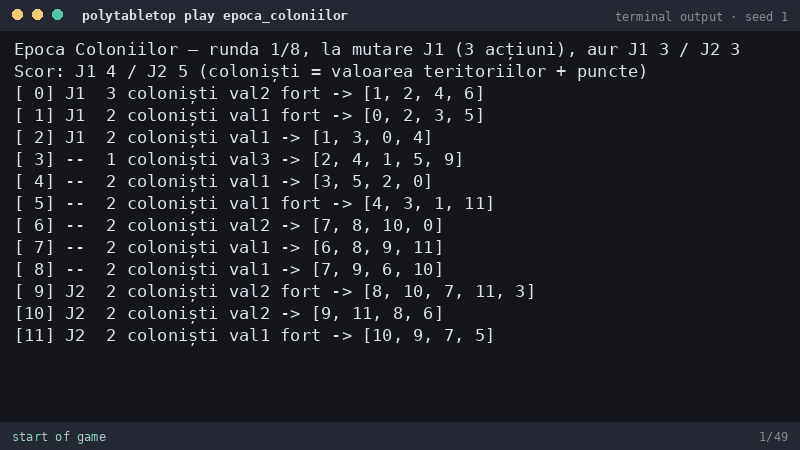 polytabletop play epoca_coloniilor
terminal output · seed 1
Epoca Coloniilor — runda 1/8, la mutare J1 (3 acțiuni), aur J1 3 / J2 3
Scor: J1 4 / J2 5 (coloniști = valoarea teritoriilor + puncte)
[ 0] J1  3 coloniști val2 fort -> [1, 2, 4, 6]
[ 1] J1  2 coloniști val1 fort -> [0, 2, 3, 5]
[ 2] J1  2 coloniști val1 -> [1, 3, 0, 4]
[ 3] --  1 coloniști val3 -> [2, 4, 1, 5, 9]
[ 4] --  2 coloniști val1 -> [3, 5, 2, 0]
[ 5] --  2 coloniști val1 fort -> [4, 3, 1, 11]
[ 6] --  2 coloniști val2 -> [7, 8, 10, 0]
[ 7] --  2 coloniști val1 -> [6, 8, 9, 11]
[ 8] --  2 coloniști val1 -> [7, 9, 6, 10]
[ 9] J2  2 coloniști val2 fort -> [8, 10, 7, 11, 3]
[10] J2  2 coloniști val2 -> [9, 11, 8, 6]
[11] J2  2 coloniști val1 fort -> [10, 9, 7, 5]
start of game
1/49